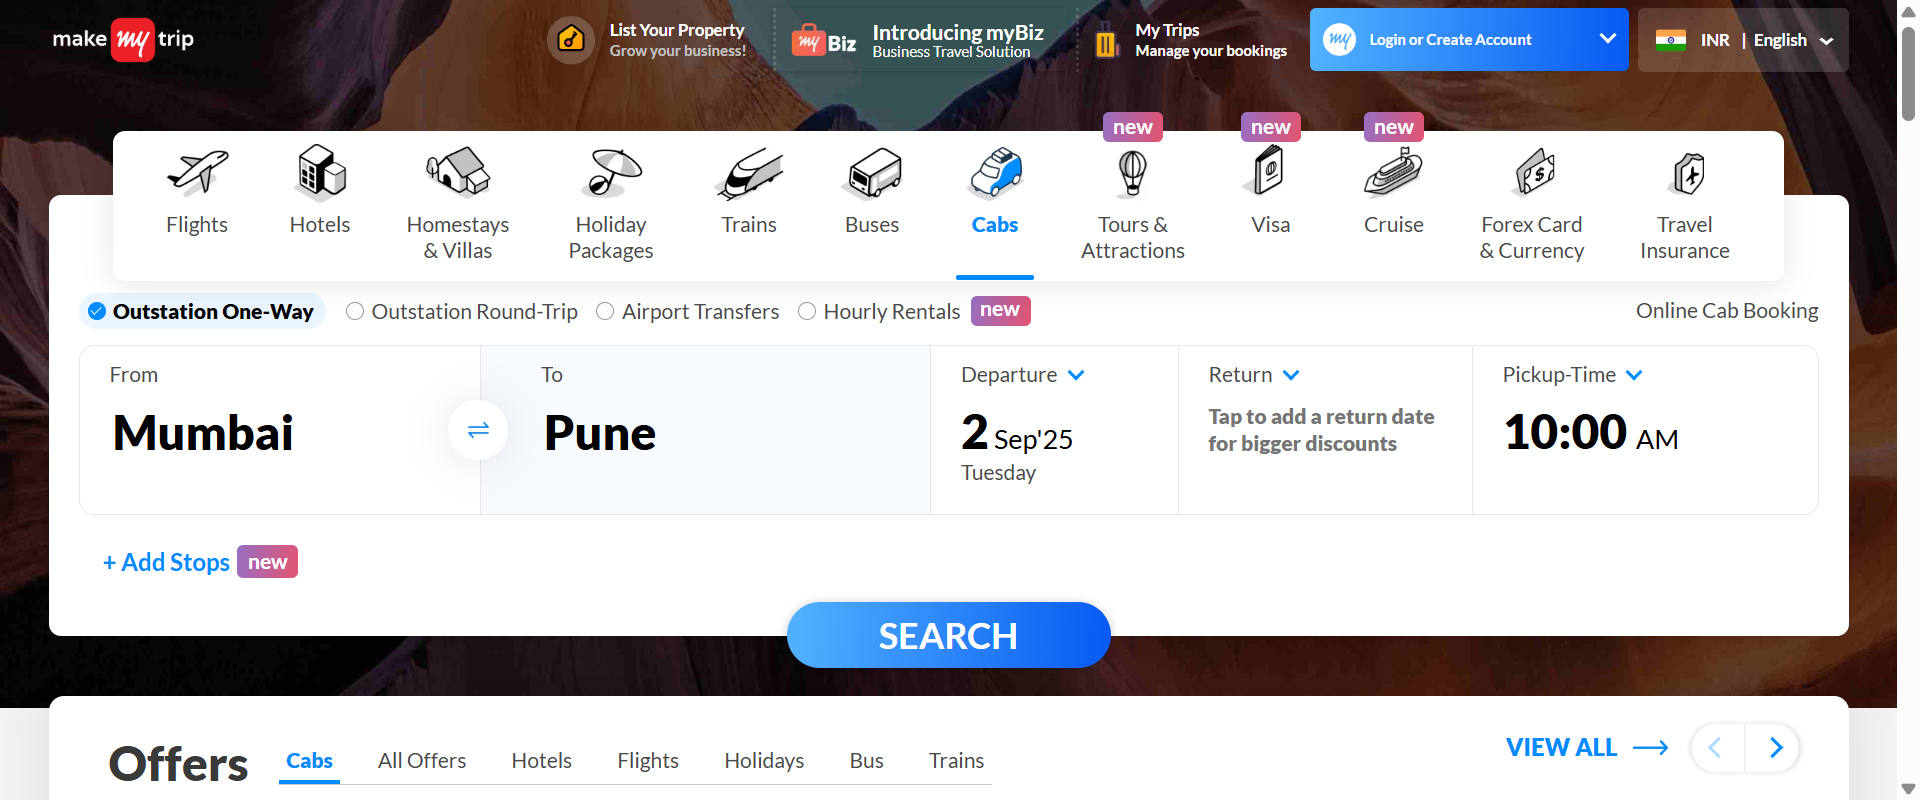 make my trip
List Your Property
Grow your business!
my Biz
Introducing myBiz
Business Travel Solution
My Trips
Manage your bookings
my Login or Create Account
INR | English
new
new
new
Flights
Hotels
Homestays
& Villas
Holiday
Packages
Trains
Buses
Cabs
Tours &
Attractions
Visa
Cruise
Forex Card
& Currency
Travel
Insurance
Outstation One-Way
Outstation Round-Trip
Airport Transfers
Hourly Rentals
new
Online Cab Booking
From
Mumbai
To
Pune
Departure
2 Sep'25
Tuesday
Return
Tap to add a return date
for bigger discounts
Pickup-Time
10:00 AM
+ Add Stops new
SEARCH
Offers
Cabs
All Offers
Hotels
Flights
Holidays
Bus
Trains
VIEW ALL